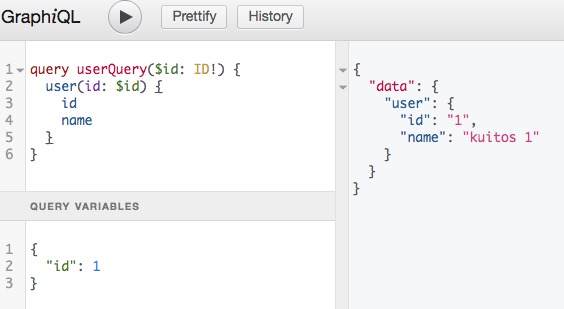 GraphiQL Prettify History
1 query userQuery($id: ID!) {
2 user(id: $id) {
3 id
4 name
5 }
6 }
QUERY VARIABLES
1 {
2 "id": 1
3 }
{
"data": {
"user": {
"id": "1",
"name": "kuitos 1"
}
}
}